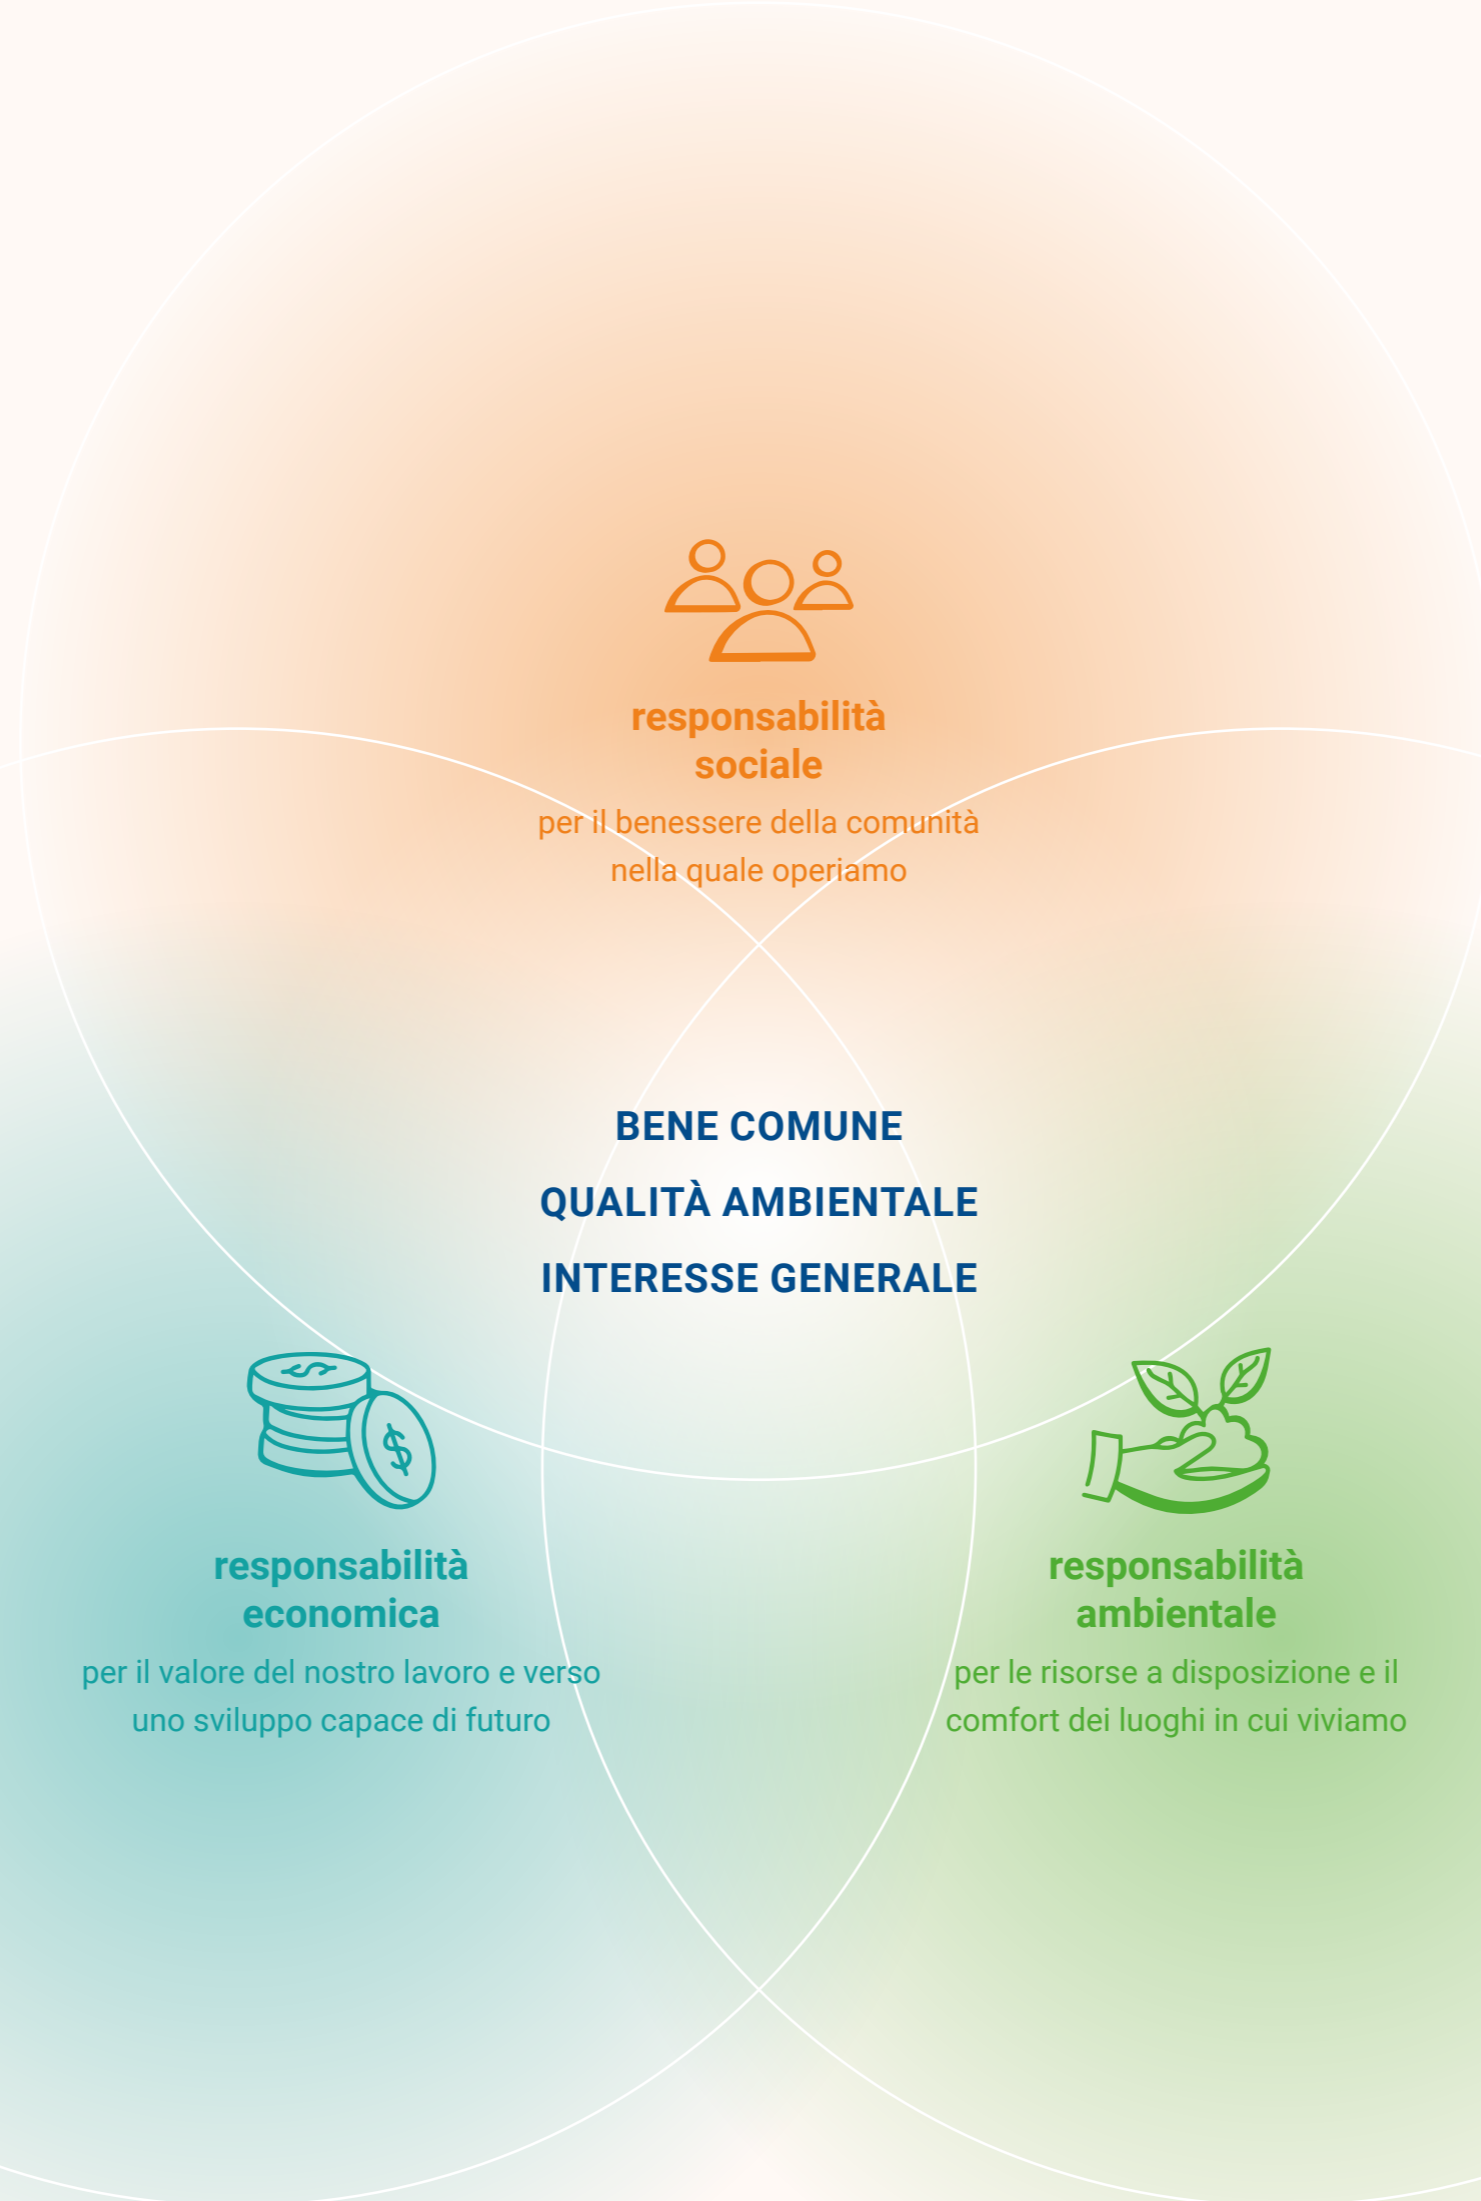 responsabilità
sociale
per il benessere della comunità
nella quale operiamo
BENE COMUNE
QUALITÀ AMBIENTALE
INTERESSE GENERALE
responsabilità
economica
per il valore del nostro lavoro e verso
uno sviluppo capace di futuro
responsabilità
ambientale
per le risorse a disposizione e il
comfort dei luoghi in cui viviamo